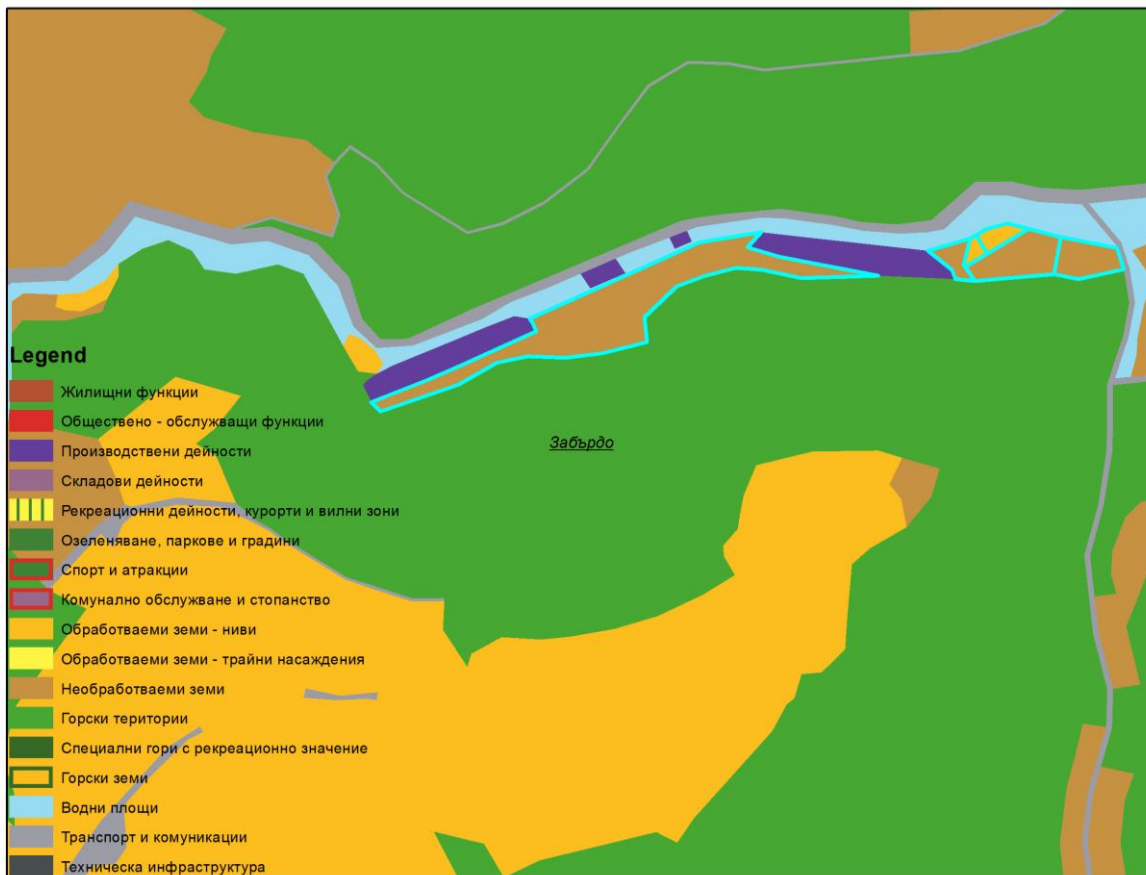 Забърдо
Legend
Жилищни функции
Обществено - обслужващи функции
Производствени дейности
Складови дейности
Рекреационни дейности, курорти и вилни зони
Озеленяване, паркове и градини
Спорт и атракции
Комунално обслужване и стопанство
Обработваеми земи - ниви
Обработваеми земи - трайни насаждения
Необработваеми земи
Горски територии
Специални гори с рекреационно значение
Горски земи
Водни площи
Транспорт и комуникации
Техническа инфраструктура